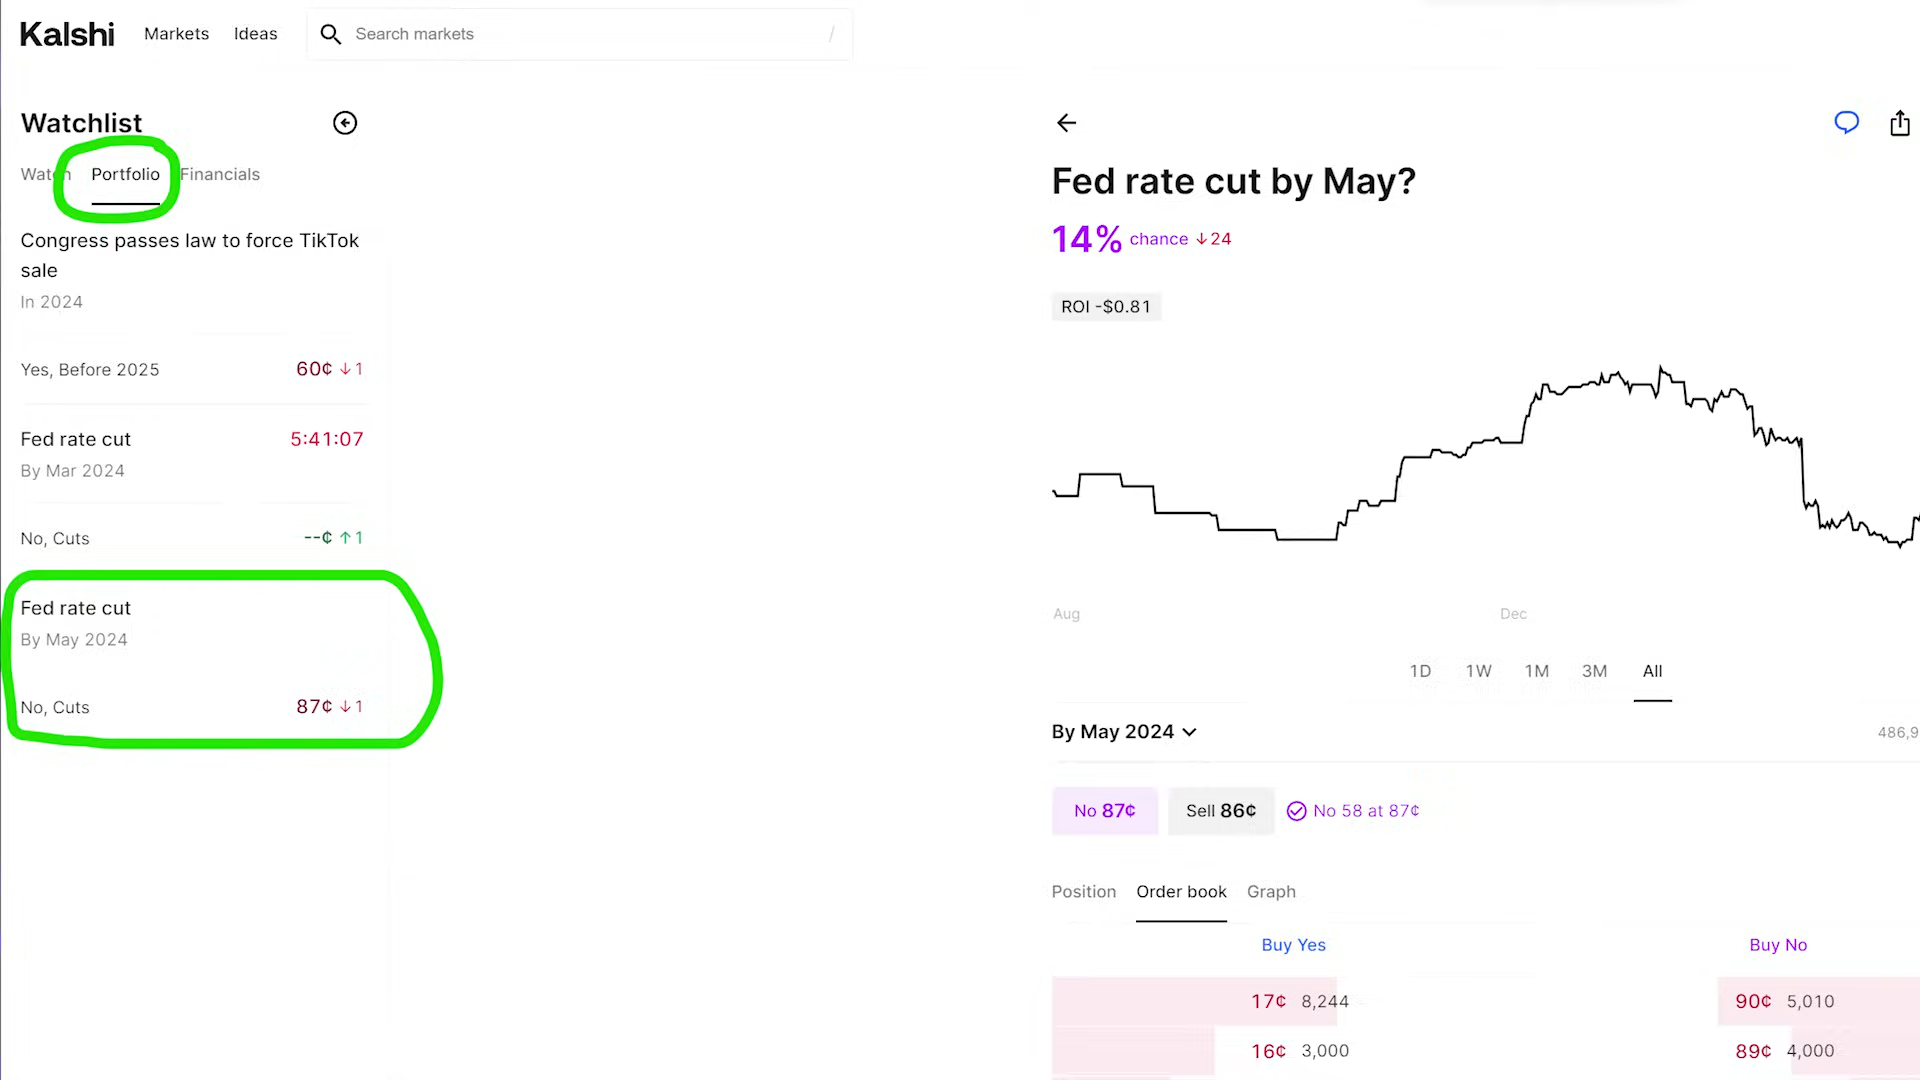 Kalshi Markets Ideas Search markets /
Watchlist
Watch Portfolio Financials
Congress passes law to force TikTok
sale
In 2024
Yes, Before 2025 60¢ ↓1
Fed rate cut 5:41:07
By Mar 2024
No, Cuts --¢ ↑1
Fed rate cut
By May 2024
No, Cuts 87¢ ↓1
Fed rate cut by May?
14% chance ↓24
ROI -$0.81
Aug Dec
1D 1W 1M 3M All
By May 2024 486,9
No 87¢ Sell 86¢ No 58 at 87¢
Position Order book Graph
Buy Yes Buy No
17¢ 8,244 90¢ 5,010
16¢ 3,000 89¢ 4,000